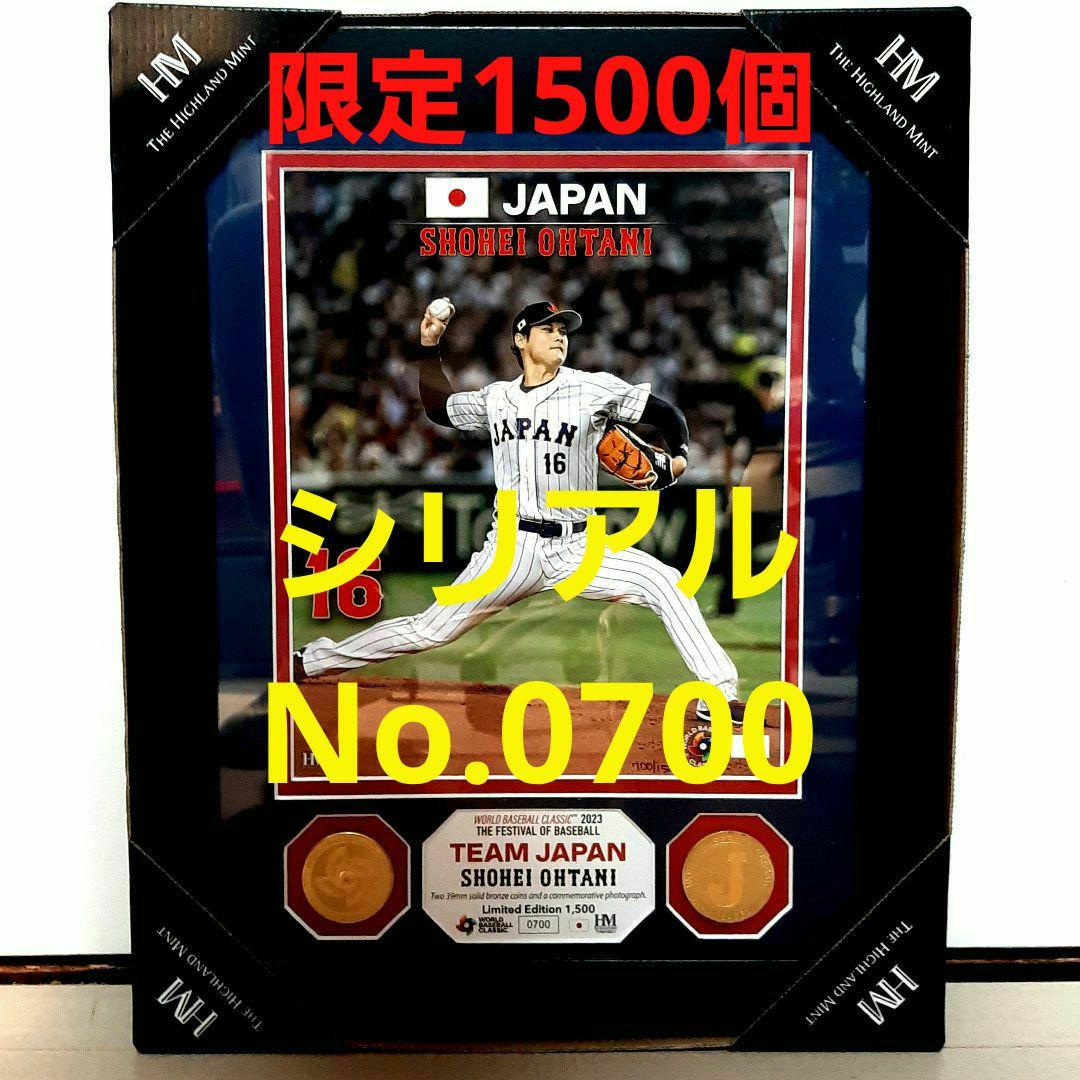 HM
THE HIGHLAND MINT
HM
THE HIGHLAND MINT
限定1500個
JAPAN
SHOHEI OHTANI
JAPAN
16
シリアル
16
No.0700
700/15
WORLD BASEBALL CLASSIC™ 2023
THE FESTIVAL OF BASEBALL
TEAM JAPAN
SHOHEI OHTANI
Two 39mm solid bronze coins and a commemorative photograph.
Limited Edition 1,500
WORLD BASEBALL CLASSIC
0700
HM
J
HM
THE HIGHLAND MINT
HM
THE HIGHLAND MINT